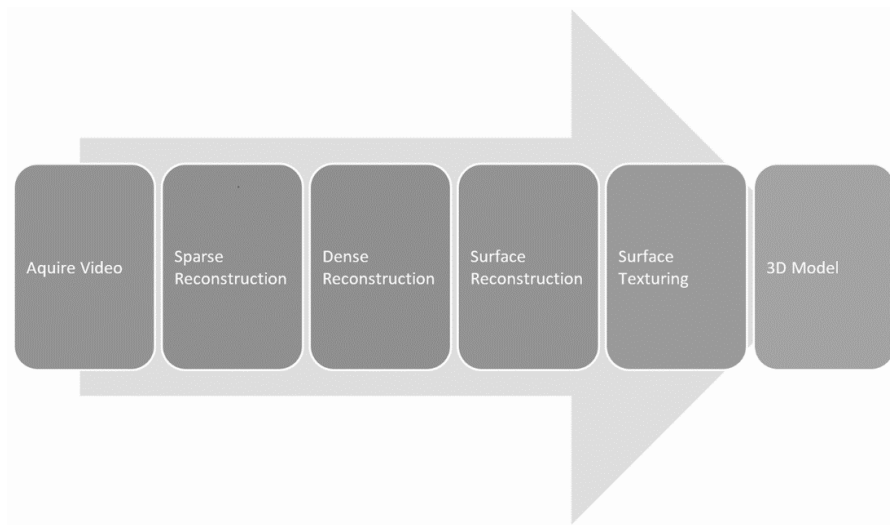 Aquire Video
Sparse
Reconstruction
Dense
Reconstruction
Surface
Reconstruction
Surface
Texturing
3D Model